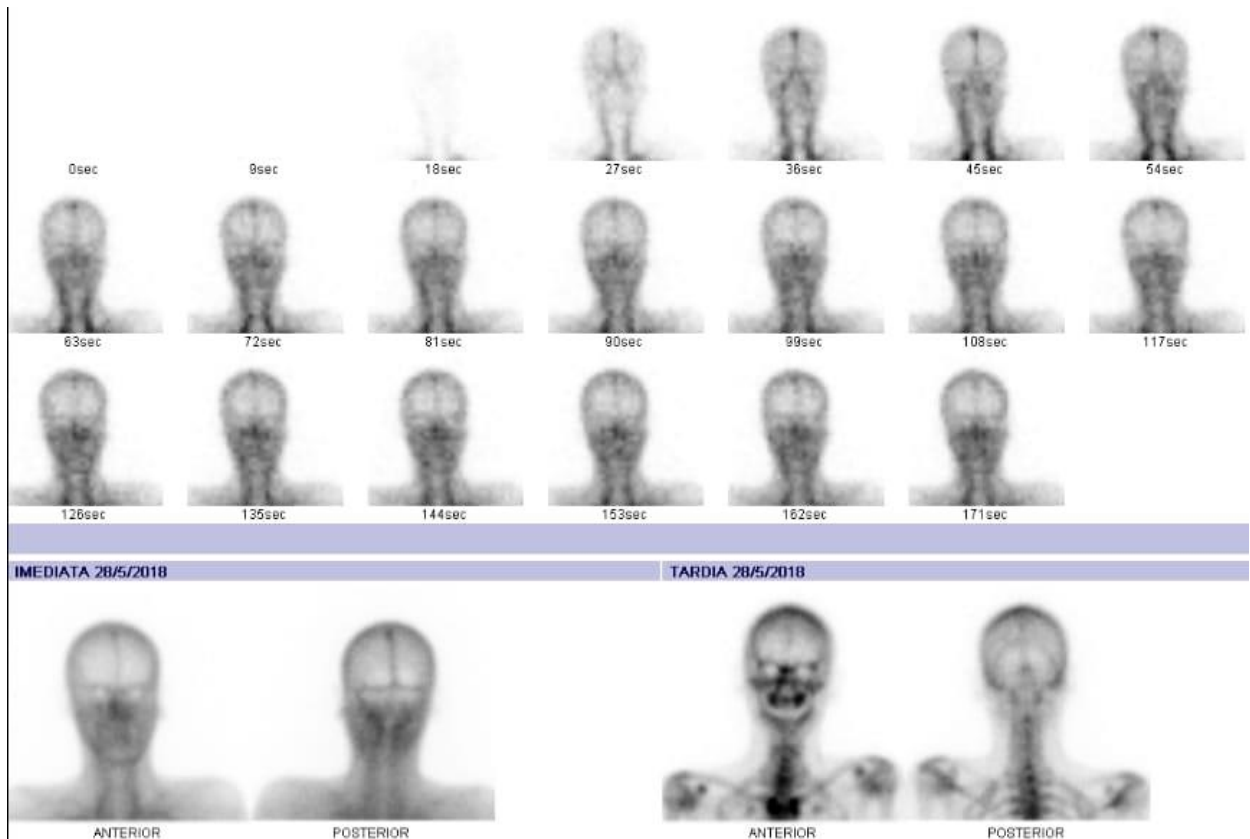 0sec 9sec 18sec 27sec 36sec 45sec 54sec
63sec 72sec 81sec 90sec 99sec 108sec 117sec
126sec 135sec 144sec 153sec 162sec 171sec
IMEDIATA 28/5/2018 TARDIA 28/5/2018
ANTERIOR POSTERIOR ANTERIOR POSTERIOR